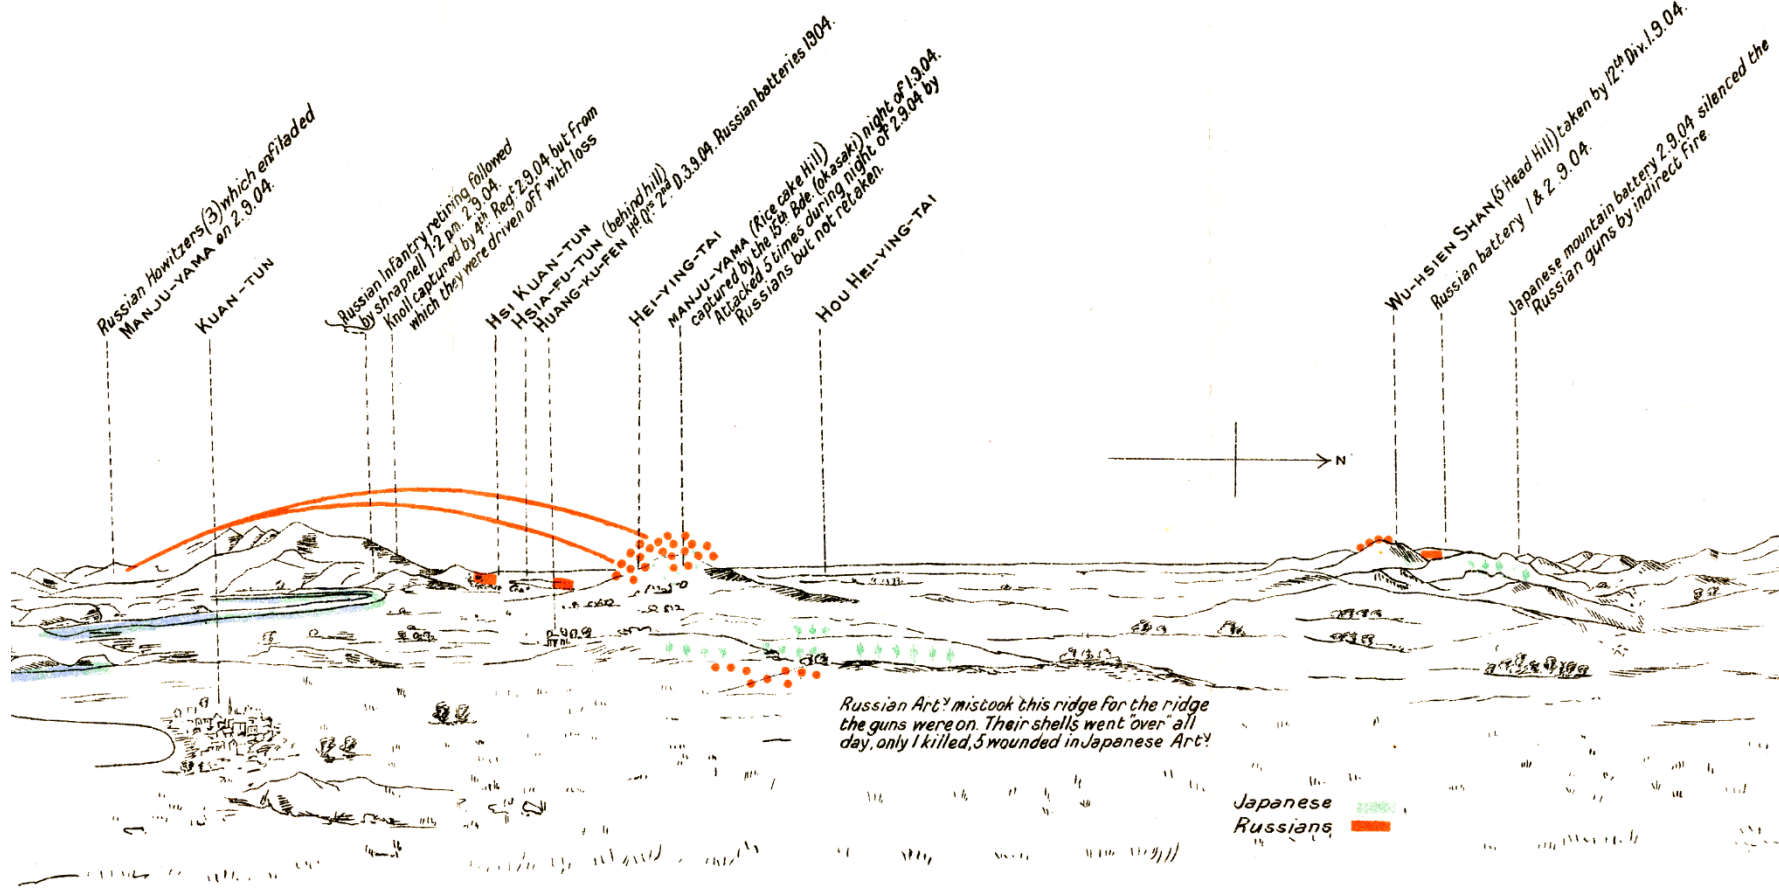 Russian Howitzers (3) which enfiladed
MANJU-YAMA on 2.9.04.
KUAN-TUN
Russian Infantry retiring followed
by shrapnell 1-2 p.m. 2.9.04.
Knoll captured by 4th Regt 2.9.04 but from
which they were driven off with loss
HSI KUAN-TUN
HSIA-FU-TUN (behind hill)
HUANG-KU-FEN Hd Qrs 2nd D. 3.9.04. Russian batteries 1904.
HEI-YING-TAI
MANJU-YAMA (Rice cake Hill)
captured by the 15th Bde. (Okasaki) night of 1.9.04.
Attacked 5 times during night of 2.9.04 by
Russians but not retaken.
HOU HEI-YING-TAI
WU-HSIEN SHAN (5 Head Hill) taken by 12th Div. 1.9.04.
Russian battery 1 & 2.9.04.
Japanese mountain battery 2.9.04 silenced the
Russian guns by indirect fire.
N
Russian Arty mistook this ridge for the ridge
the guns were on. Their shells went "over" all
day, only 1 killed, 5 wounded in Japanese Arty.
Japanese
Russians